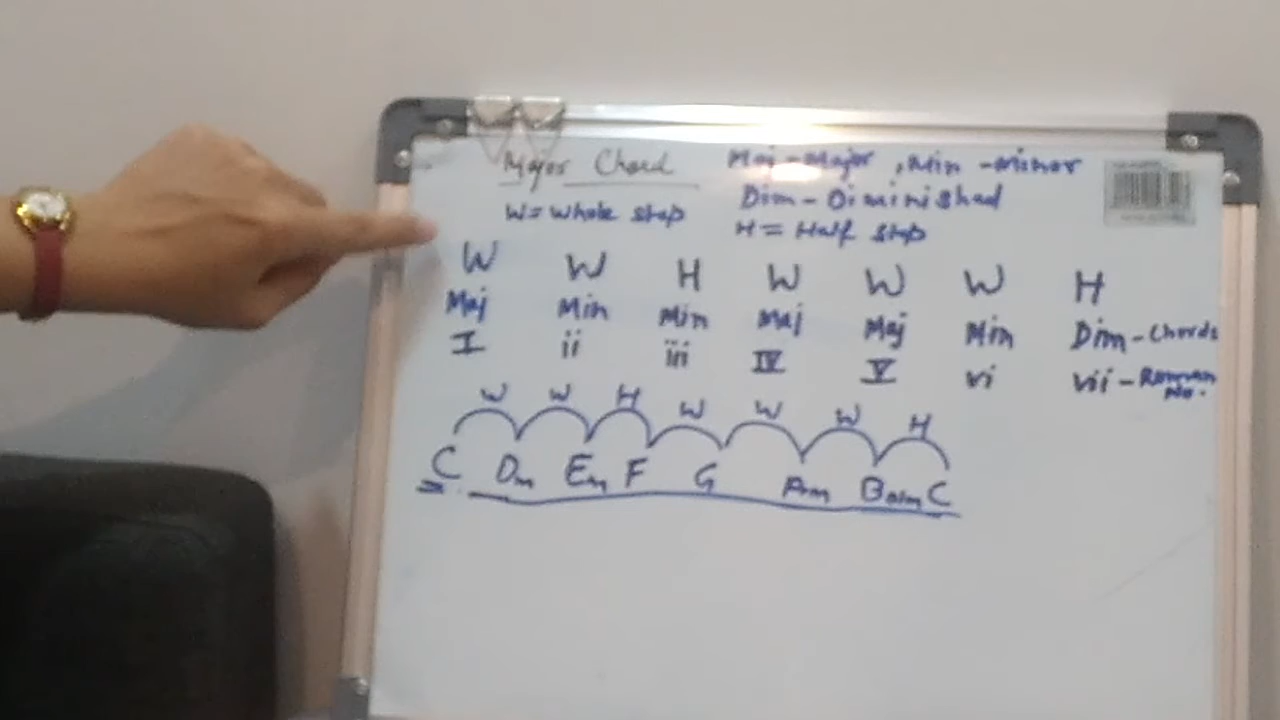 Major Chord
Maj - Major , Min - Minor
Dim - Diminished
W = Whole step
H = Half step
W W H W W W H
Maj Min Min Maj Maj Min Dim - Chords
I ii iii IV V vi vii - Roman No.
W W H W W W H
C Dm Em F G Am Bdim C